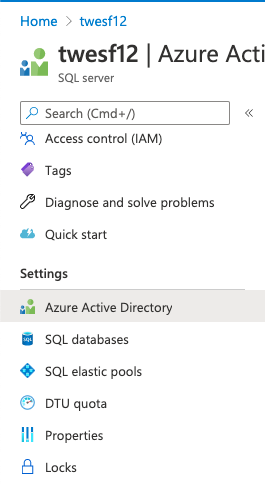 Home > twesf12
twesf12 | Azure Acti
SQL server
Search (Cmd+/) «
Access control (IAM)
Tags
Diagnose and solve problems
Quick start
Settings
Azure Active Directory
SQL databases
SQL elastic pools
DTU quota
Properties
Locks